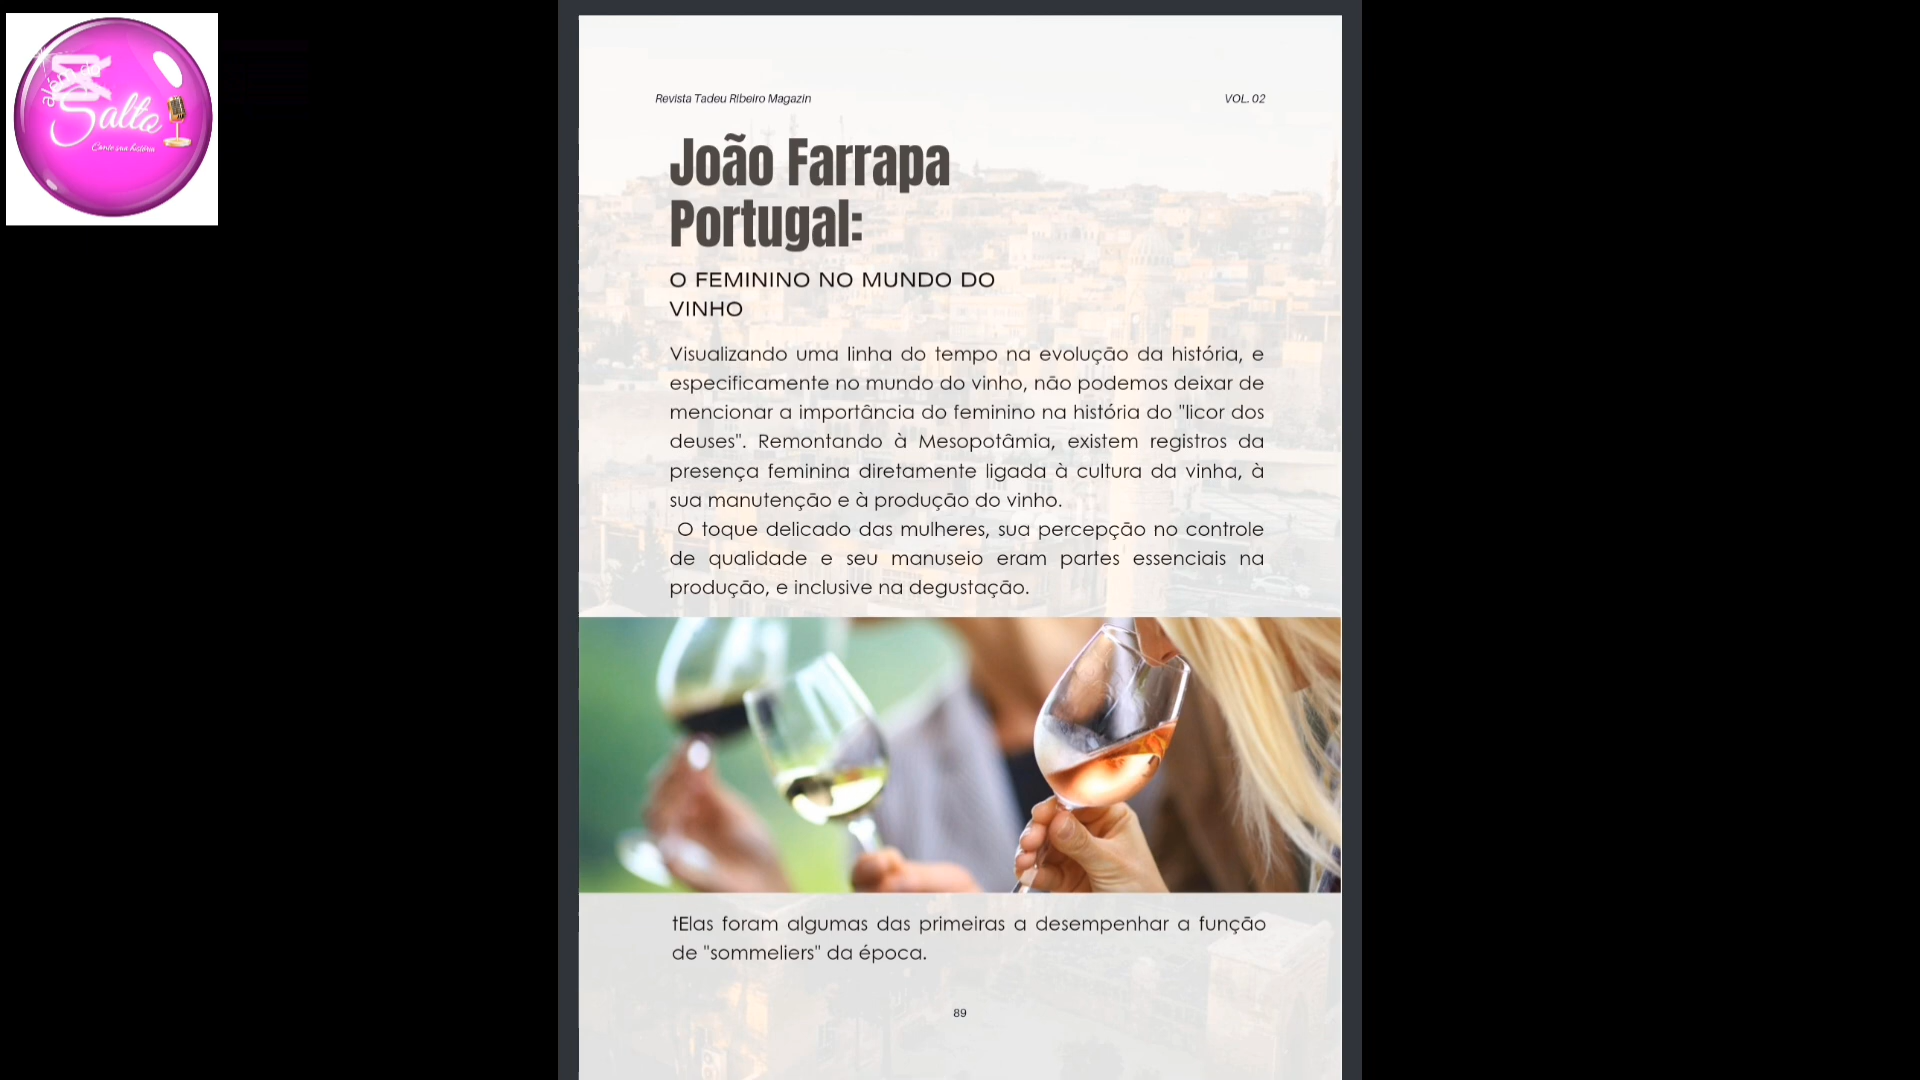 Salto
Conte sua história
Revista Tadeu Ribeiro Magazin
VOL. 02
João Farrapa
Portugal:
O FEMININO NO MUNDO DO
VINHO
Visualizando uma linha do tempo na evolução da história, e
especificamente no mundo do vinho, não podemos deixar de
mencionar a importância do feminino na história do "licor dos
deuses". Remontando à Mesopotâmia, existem registros da
presença feminina diretamente ligada à cultura da vinha, à
sua manutenção e à produção do vinho.
O toque delicado das mulheres, sua percepção no controle
de qualidade e seu manuseio eram partes essenciais na
produção, e inclusive na degustação.
tElas foram algumas das primeiras a desempenhar a função
de "sommeliers" da época.
89